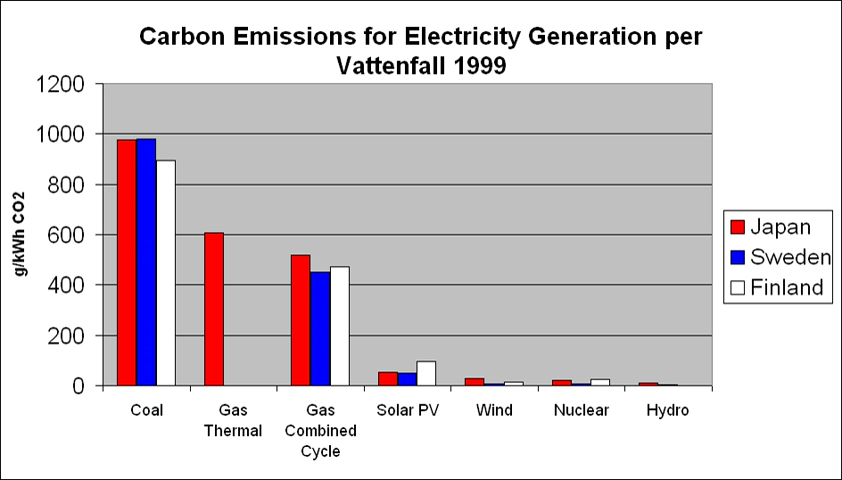 Carbon Emissions for Electricity Generation per
Vattenfall 1999
1200
1000
800
600
400
200
0
g/kWh CO2
Coal
Gas
Thermal
Gas
Combined
Cycle
Solar PV
Wind
Nuclear
Hydro
Japan
Sweden
Finland